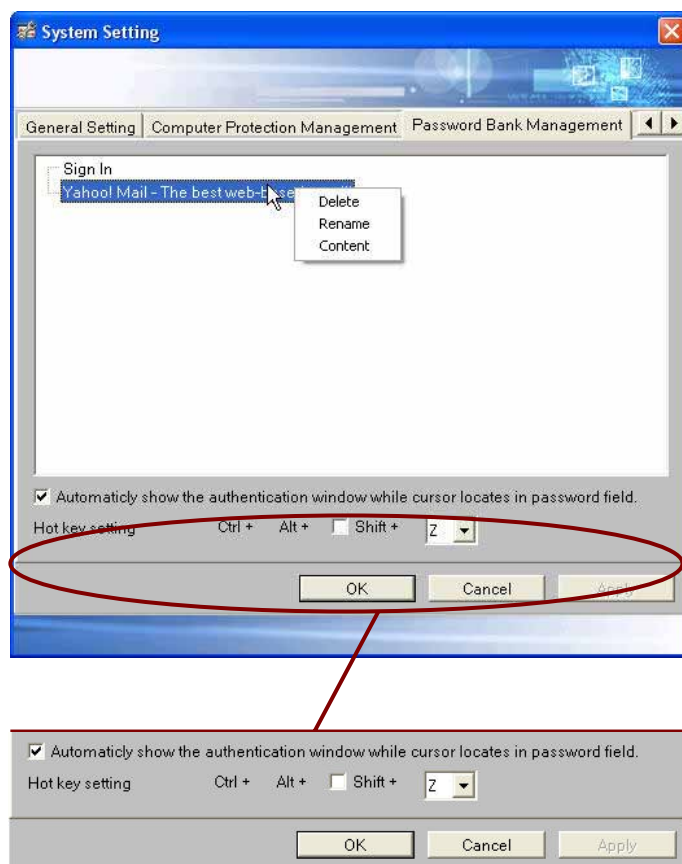 System Setting
General Setting Computer Protection Management Password Bank Management
Sign In
Yahoo! Mail - The best web-base
Delete
Rename
Content
Automaticly show the authentication window while cursor locates in password field.
Hot key setting Ctrl + Alt + Shift + Z
OK Cancel Apply
Automaticly show the authentication window while cursor locates in password field.
Hot key setting Ctrl + Alt + Shift + Z
OK Cancel Apply